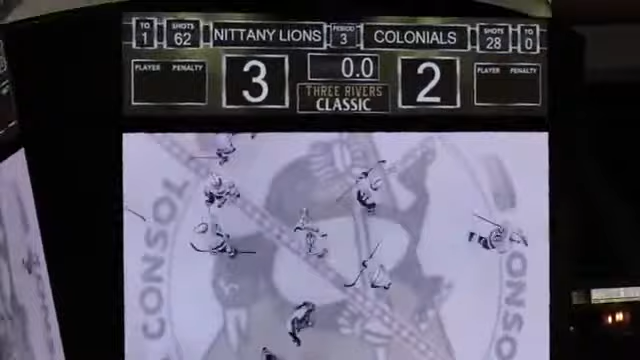 TO SHOTS NITTANY LIONS PERIOD COLONIALS SHOTS TO
1 62 3 28 0
PLAYER PENALTY 3 0.0 2 PLAYER PENALTY
THREE RIVERS
CLASSIC
CONSOL
CONSOL